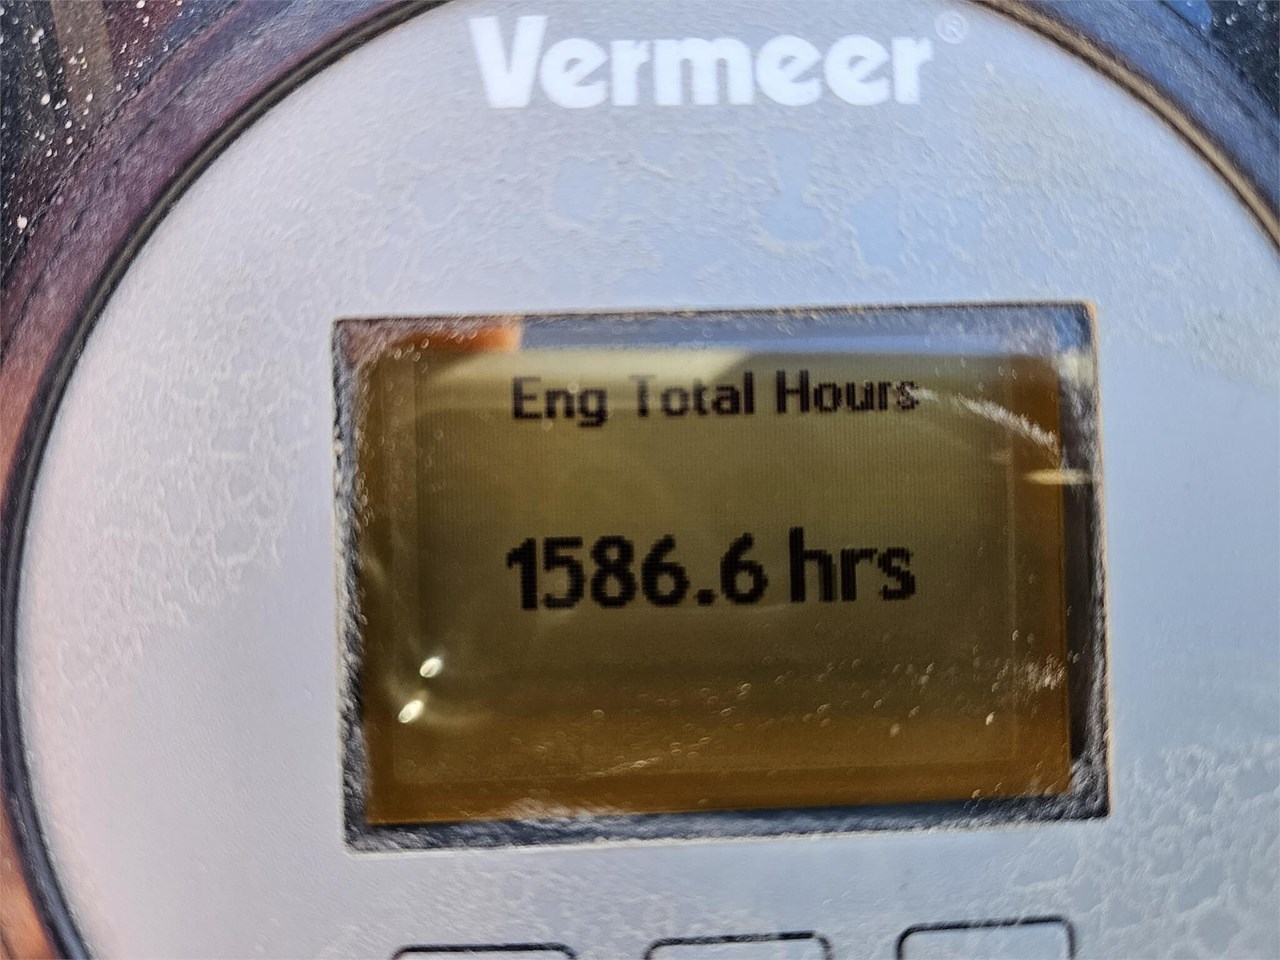 Vermeer®
Eng Total Hours
1586.6 hrs